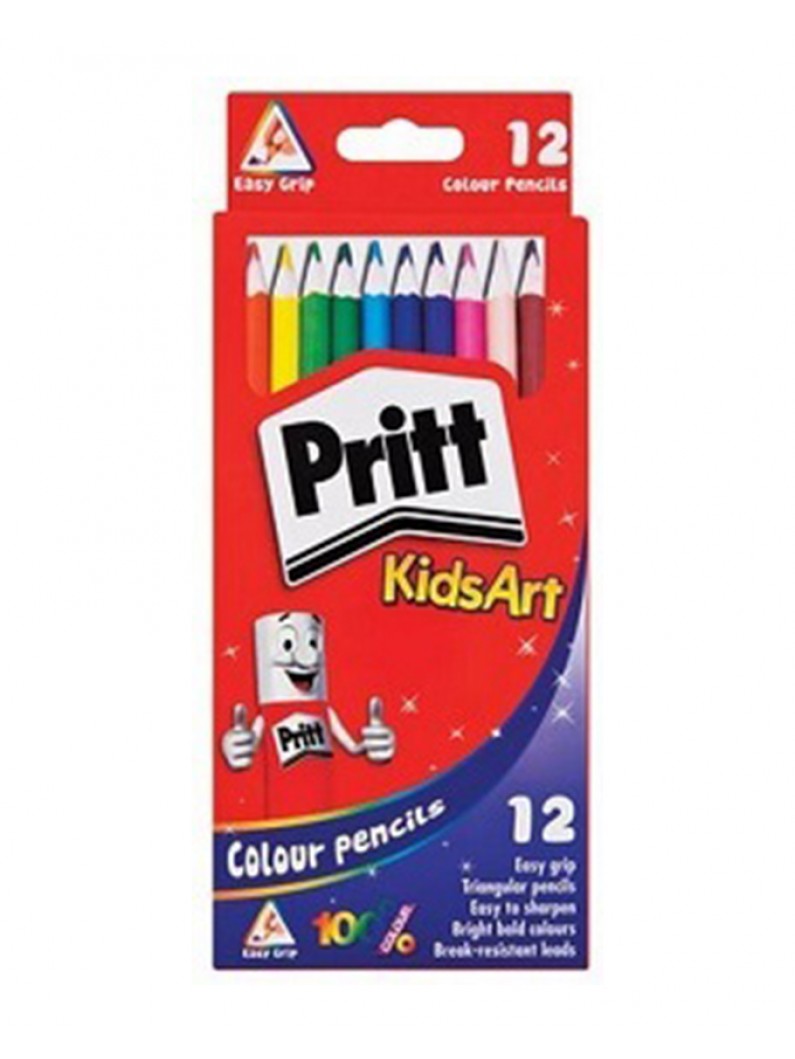 12
Easy Grip
Colour Pencils
Pritt
KidsArt
Pritt
Colour pencils
12
Easy grip
Triangular pencils
Easy to sharpen
Bright bold colours
Break-resistant leads
Easy Grip
100%
COLOUR